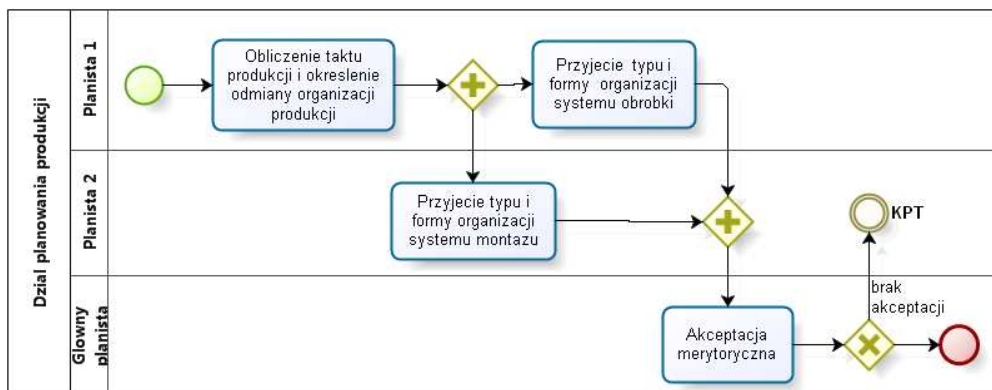 Dzial planowania produkcji
Planista 1
Obliczenie taktu
produkcji i okreslenie
odmiany organizacji
produkcji
Przyjecie typu i
formy organizacji
systemu obrobki
Planista 2
Przyjecie typu i
formy organizacji
systemu montazu
KPT
Glowny
planista
Akceptacja
merytoryczna
brak
akceptacji